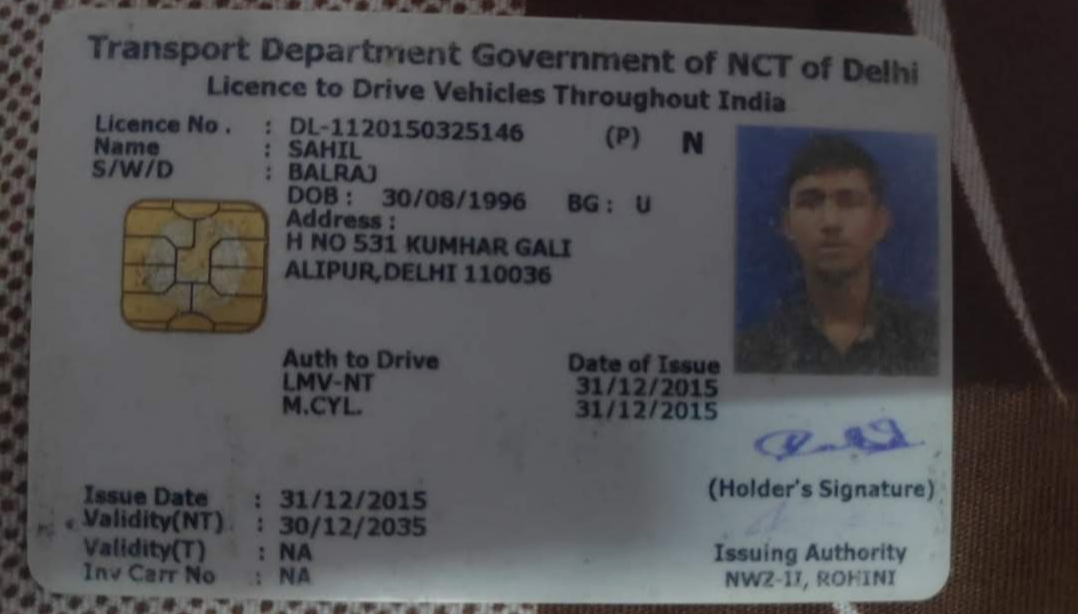 Transport Department Government of NCT of Delhi
Licence to Drive Vehicles Throughout India
Licence No. : DL-1120150325146 (P) N
Name : SAHIL
S/W/D : BALRAJ
DOB : 30/08/1996 BG : U
Address :
H NO 531 KUMHAR GALI
ALIPUR,DELHI 110036
Auth to Drive Date of Issue
LMV-NT 31/12/2015
M.CYL. 31/12/2015
Issue Date : 31/12/2015
Validity(NT) : 30/12/2035
Validity(T) : NA
Inv Carr No : NA
(Holder's Signature)
Issuing Authority
NWZ-II, ROHINI